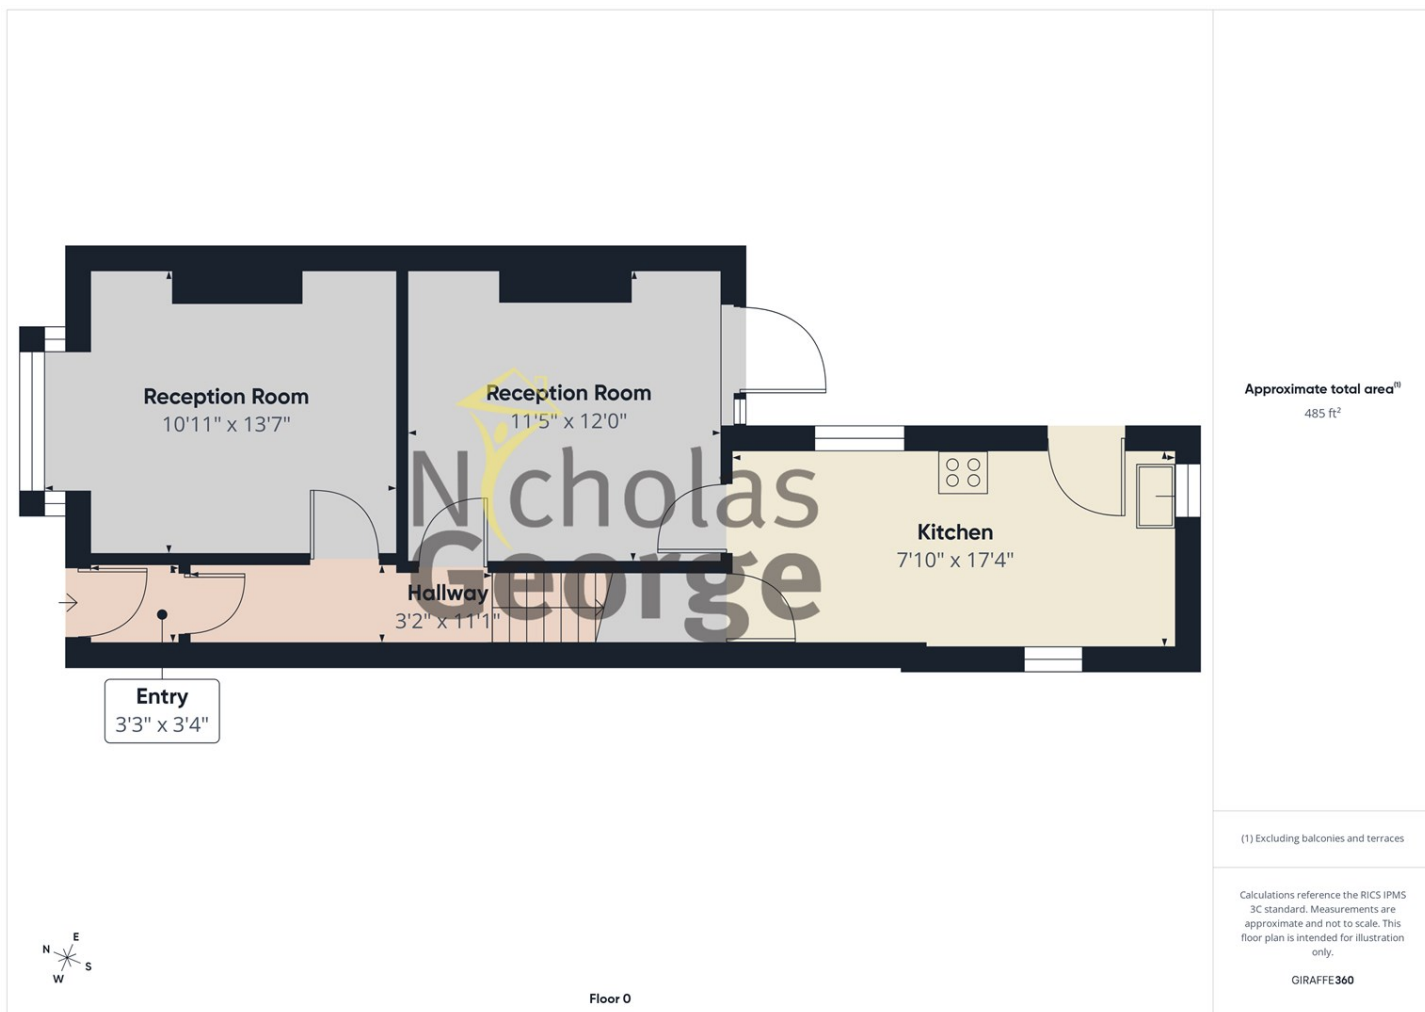 Reception Room
10'11" x 13'7"
Reception Room
11'5" x 12'0"
Nicholas
George
Kitchen
7'10" x 17'4"
Hallway
3'2" x 11'1"
Entry
3'3" x 3'4"
N
E
S
W
Floor 0
Approximate total area(1)
485 ft²
(1) Excluding balconies and terraces
Calculations reference the RICS IPMS
3C standard. Measurements are
approximate and not to scale. This
floor plan is intended for illustration
only.
GIRAFFE360